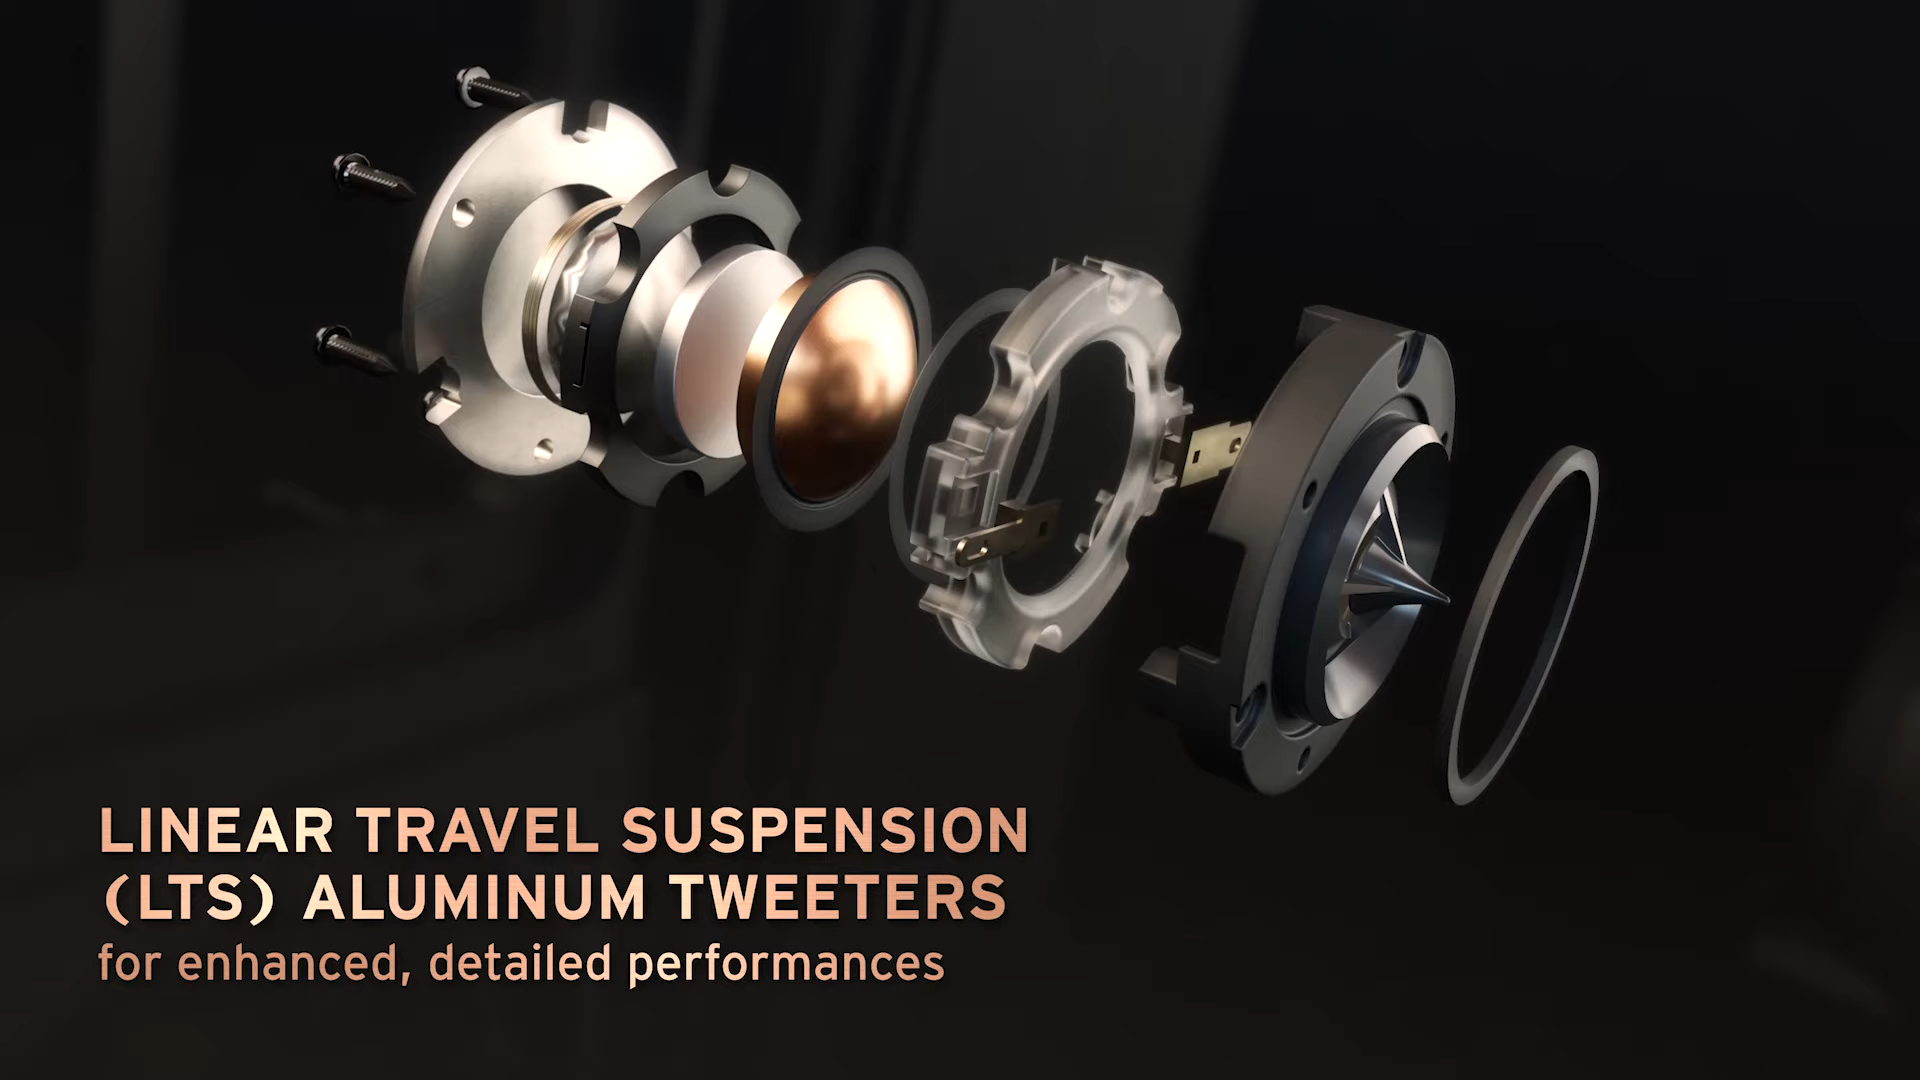 LINEAR TRAVEL SUSPENSION
(LTS) ALUMINUM TWEETERS
for enhanced, detailed performances